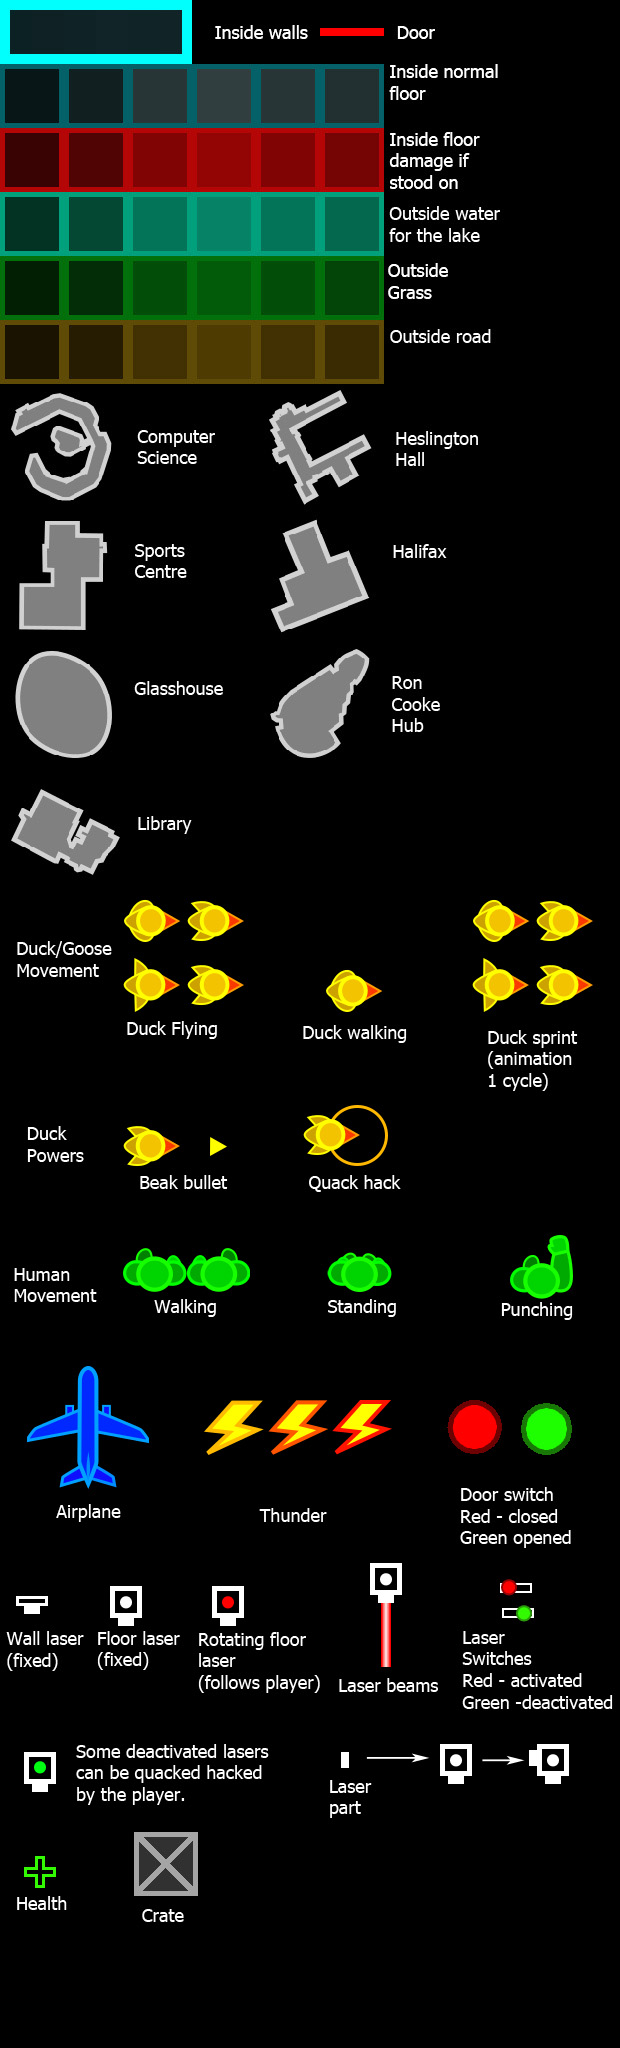 Inside walls
Door
Inside normal
floor
Inside floor
damage if
stood on
Outside water
for the lake
Outside
Grass
Outside road
Computer
Science
Heslington
Hall
Sports
Centre
Halifax
Glasshouse
Ron
Cooke
Hub
Library
Duck/Goose
Movement
Duck Flying
Duck walking
Duck sprint
(animation
1 cycle)
Duck
Powers
Beak bullet
Quack hack
Human
Movement
Walking
Standing
Punching
Airplane
Thunder
Door switch
Red - closed
Green opened
Wall laser
(fixed)
Floor laser
(fixed)
Rotating floor
laser
(follows player)
Laser beams
Laser
Switches
Red - activated
Green -deactivated
Some deactivated lasers
can be quacked hacked
by the player.
Laser
part
Health
Crate